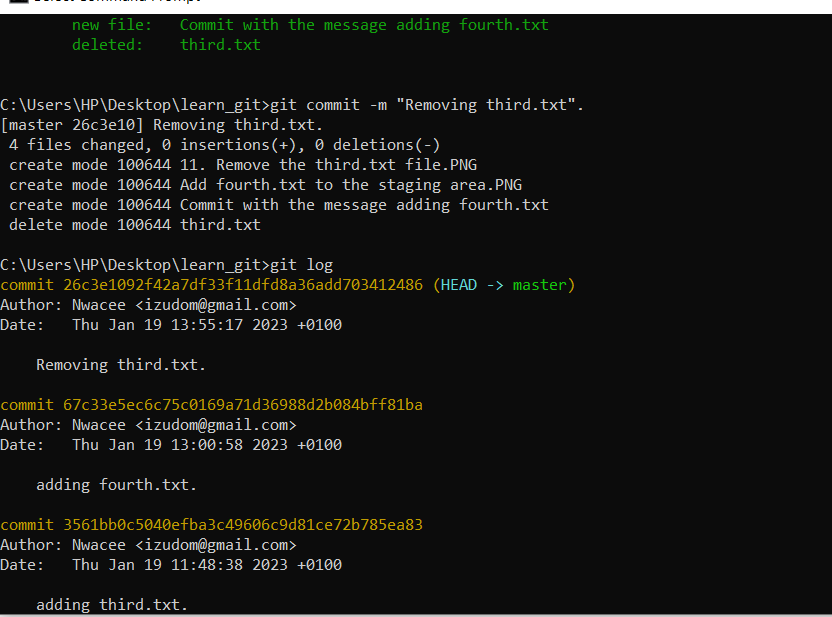 new file:   Commit with the message adding fourth.txt
deleted:    third.txt
C:\Users\HP\Desktop\learn_git>git commit -m "Removing third.txt".
[master 26c3e10] Removing third.txt.
4 files changed, 0 insertions(+), 0 deletions(-)
create mode 100644 11. Remove the third.txt file.PNG
create mode 100644 Add fourth.txt to the staging area.PNG
create mode 100644 Commit with the message adding fourth.txt
delete mode 100644 third.txt
C:\Users\HP\Desktop\learn_git>git log
commit 26c3e1092f42a7df33f11dfd8a36add703412486 (HEAD -> master)
Author: Nwacee <izudom@gmail.com>
Date:   Thu Jan 19 13:55:17 2023 +0100
Removing third.txt.
commit 67c33e5ec6c75c0169a71d36988d2b084bff81ba
Author: Nwacee <izudom@gmail.com>
Date:   Thu Jan 19 13:00:58 2023 +0100
adding fourth.txt.
commit 3561bb0c5040efba3c49606c9d81ce72b785ea83
Author: Nwacee <izudom@gmail.com>
Date:   Thu Jan 19 11:48:38 2023 +0100
adding third.txt.